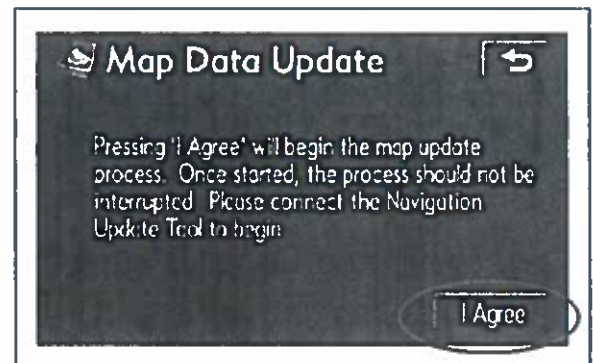 Map Data Update
Pressing 'I Agree' will begin the map update
process. Once started, the process should not be
interrupted. Please connect the Navigation
Update Tool to begin.
I Agree